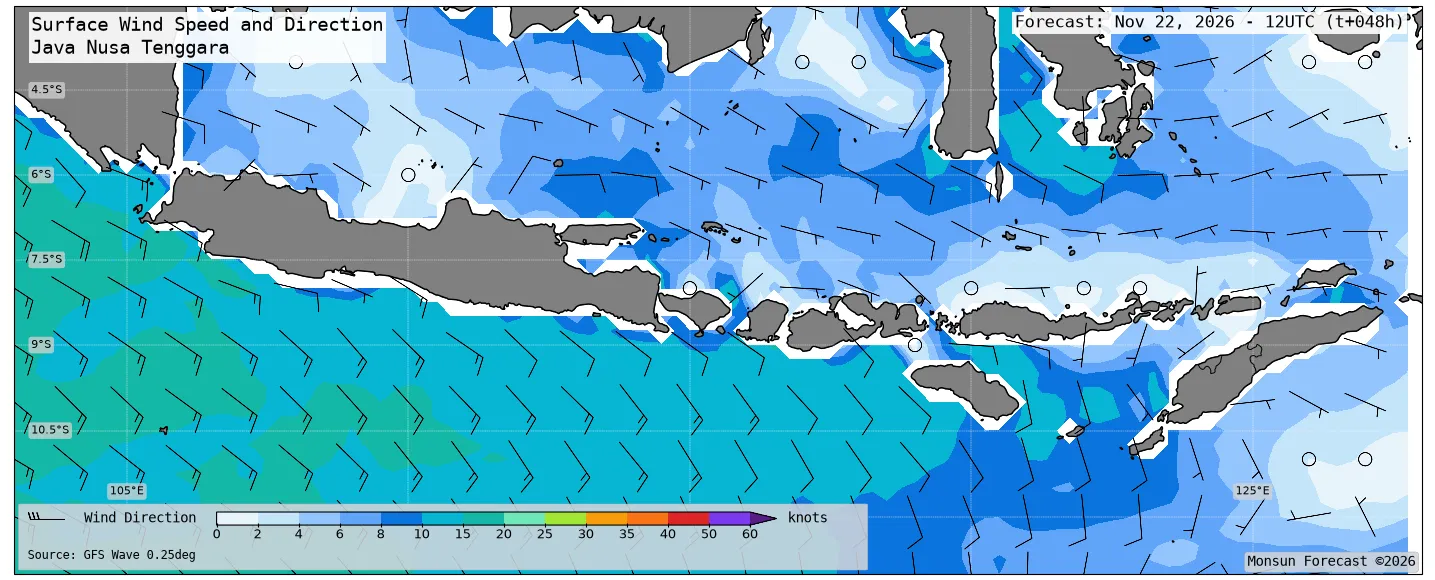 Surface Wind Speed and Direction
Java Nusa Tenggara
Forecast: Nov 22, 2026 - 12UTC (t+048h)
4.5°S
6°S
7.5°S
9°S
10.5°S
105°E
125°E
Wind Direction
0 2 4 6 8 10 15 20 25 30 35 40 50 60
knots
Source: GFS Wave 0.25deg
Monsun Forecast ©2026